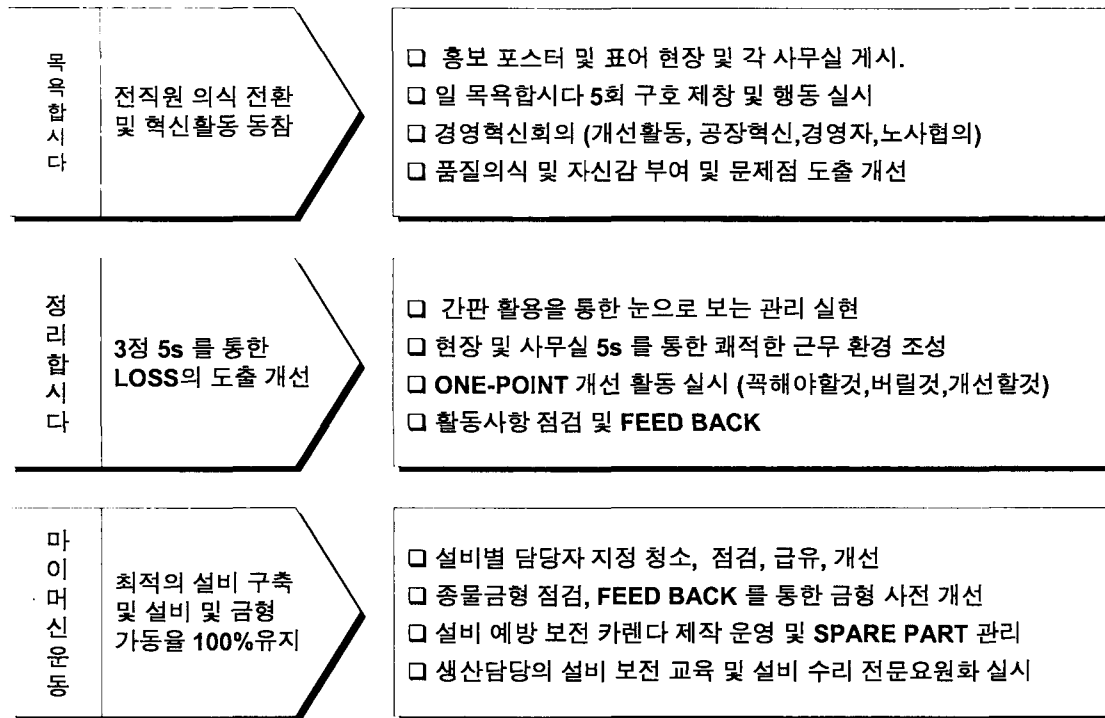 목욕합시다
전직원 의식 전환
및 혁신활동 동참
❑ 홍보 포스터 및 표어 현장 및 각 사무실 게시.
❑ 일 목욕합시다 5회 구호 제창 및 행동 실시
❑ 경영혁신회의 (개선활동, 공장혁신,경영자,노사협의)
❑ 품질의식 및 자신감 부여 및 문제점 도출 개선
정리합시다
3정 5s 를 통한
LOSS의 도출 개선
❑ 간판 활용을 통한 눈으로 보는 관리 실현
❑ 현장 및 사무실 5s 를 통한 쾌적한 근무 환경 조성
❑ ONE-POINT 개선 활동 실시 (꼭해야할것,버릴것,개선할것)
❑ 활동사항 점검 및 FEED BACK
마이머신운동
최적의 설비 구축
및 설비 및 금형
가동율 100%유지
❑ 설비별 담당자 지정 청소, 점검, 급유, 개선
❑ 종물금형 점검, FEED BACK 를 통한 금형 사전 개선
❑ 설비 예방 보전 카렌다 제작 운영 및 SPARE PART 관리
❑ 생산담당의 설비 보전 교육 및 설비 수리 전문요원화 실시